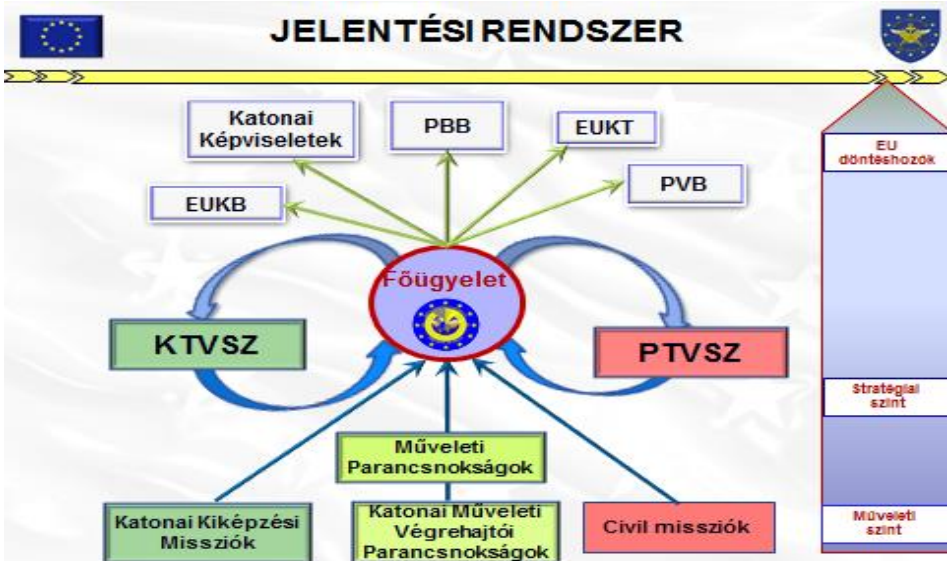 JELENTÉSI RENDSZER
Katonai
Képviseletek
PBB
EUKT
EUKB
PVB
EU
döntéshozók
Főügyelet
KTVSZ
PTVSZ
Stratégiai
szint
Műveleti
Parancsnokságok
Katonai Kiképzési
Missziók
Katonai Műveleti
Végrehajtói
Parancsnokságok
Civil missziók
Műveleti
szint